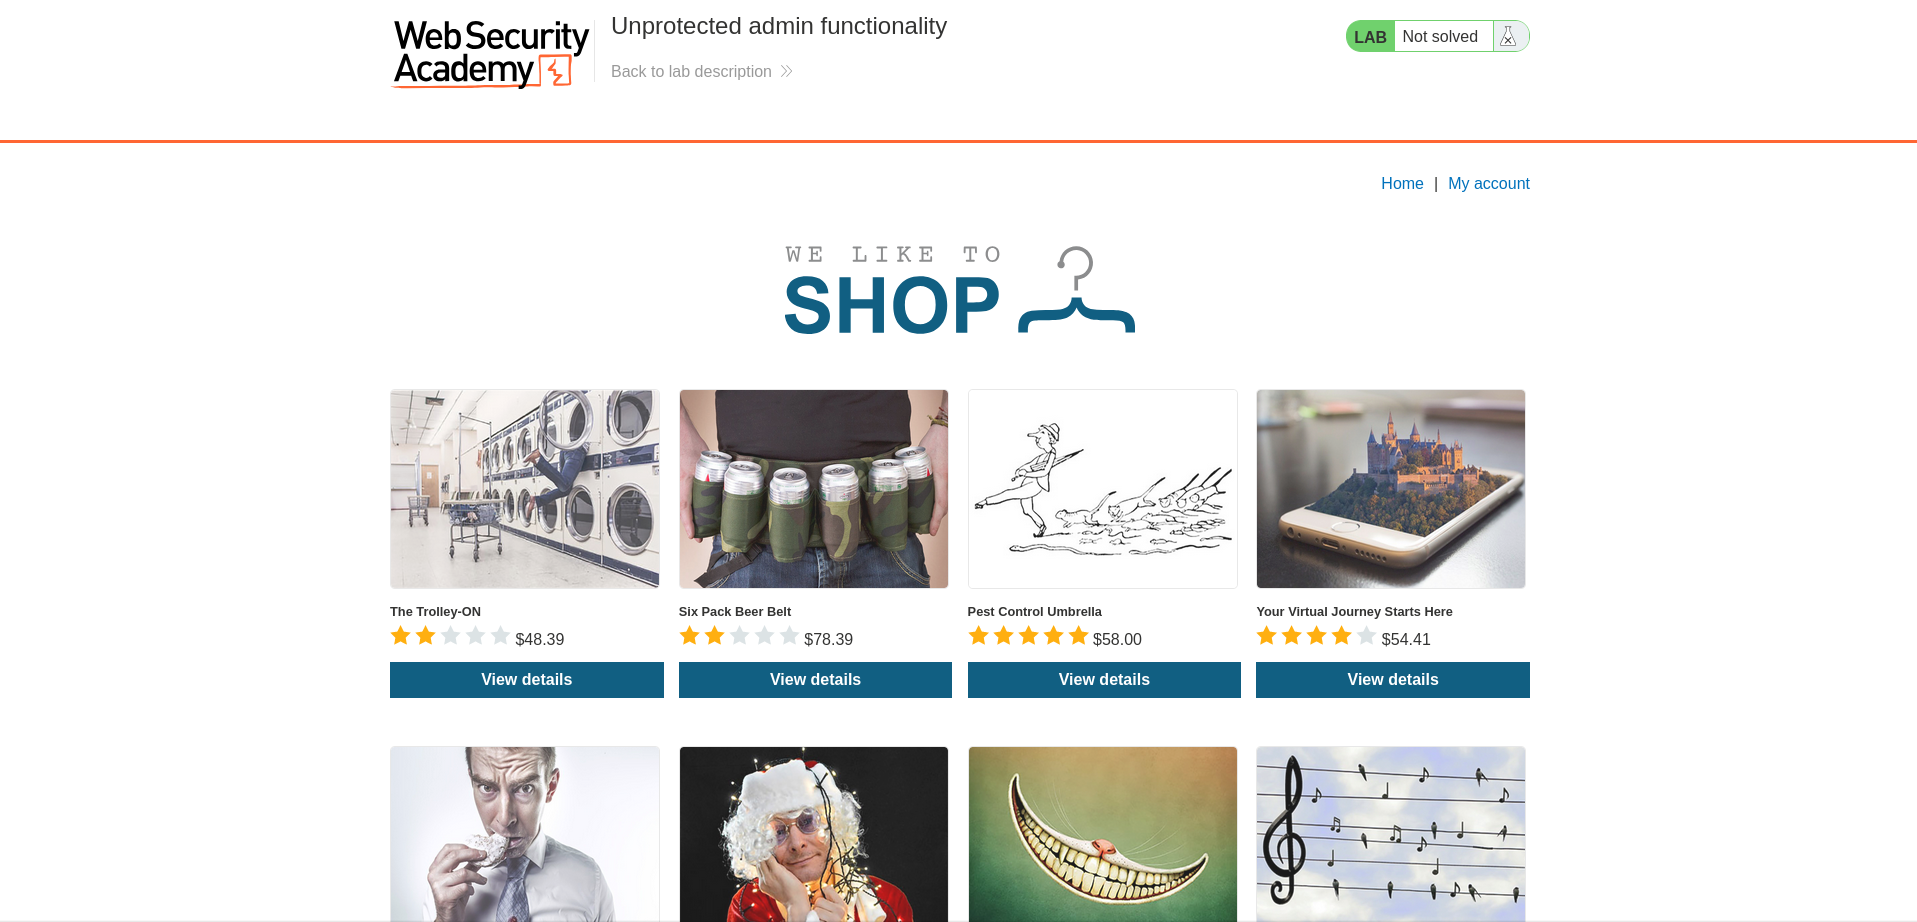 Web Security
Academy
Unprotected admin functionality
Back to lab description
LAB Not solved
Home | My account
WE LIKE TO
SHOP
The Trolley-ON
$48.39
View details
Six Pack Beer Belt
$78.39
View details
Pest Control Umbrella
$58.00
View details
Your Virtual Journey Starts Here
$54.41
View details